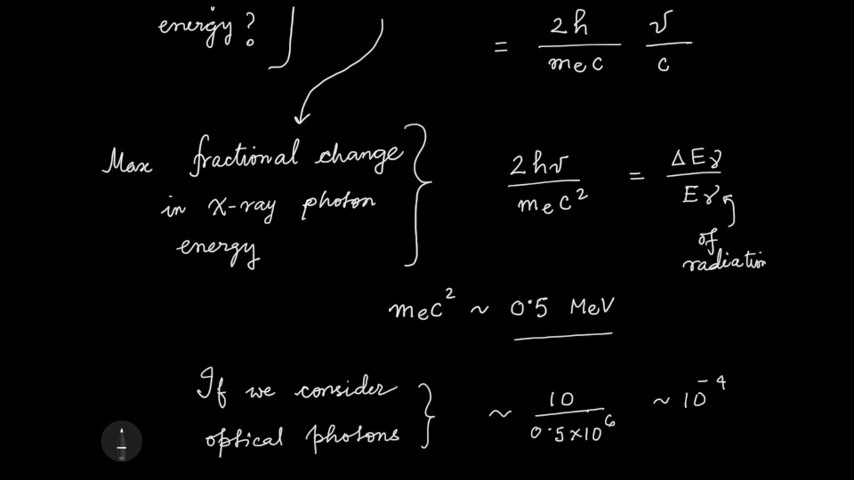 energy?
= 2h/mec ν/c
Max fractional change
in X-ray photon
energy
2hν/mec² = ΔEγ/Eγ
of
radiation
mec² ~ 0.5 MeV
If we consider
optical photons
~ 10/0.5×10⁶ ~ 10⁻⁴